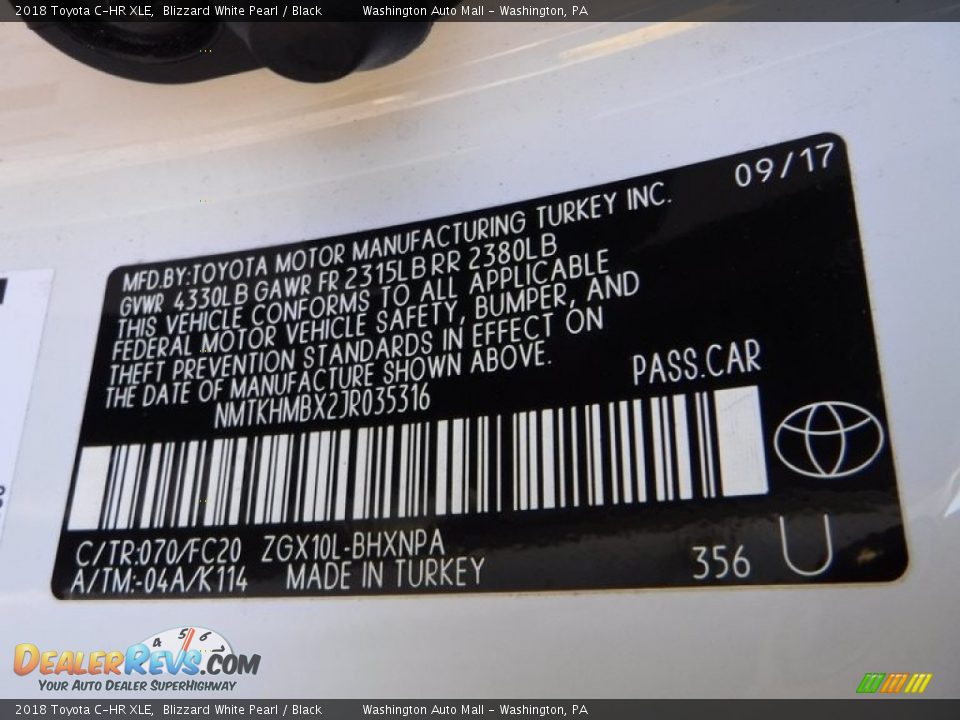 2018 Toyota C-HR XLE, Blizzard White Pearl / Black Washington Auto Mall - Washington, PA
09/17
MFD.BY:TOYOTA MOTOR MANUFACTURING TURKEY INC.
GVWR 4330LB GAWR FR 2315LB RR 2380LB
THIS VEHICLE CONFORMS TO ALL APPLICABLE
FEDERAL MOTOR VEHICLE SAFETY, BUMPER, AND
THEFT PREVENTION STANDARDS IN EFFECT ON
THE DATE OF MANUFACTURE SHOWN ABOVE.
NMTKHMBX2JR035316
PASS.CAR
C/TR:070/FC20 ZGX10L-BHXNPA
A/TM:-04A/K114 MADE IN TURKEY
356 U
4 5 6 7
DEALERREVS.COM
YOUR AUTO DEALER SUPERHIGHWAY
2018 Toyota C-HR XLE, Blizzard White Pearl / Black Washington Auto Mall - Washington, PA